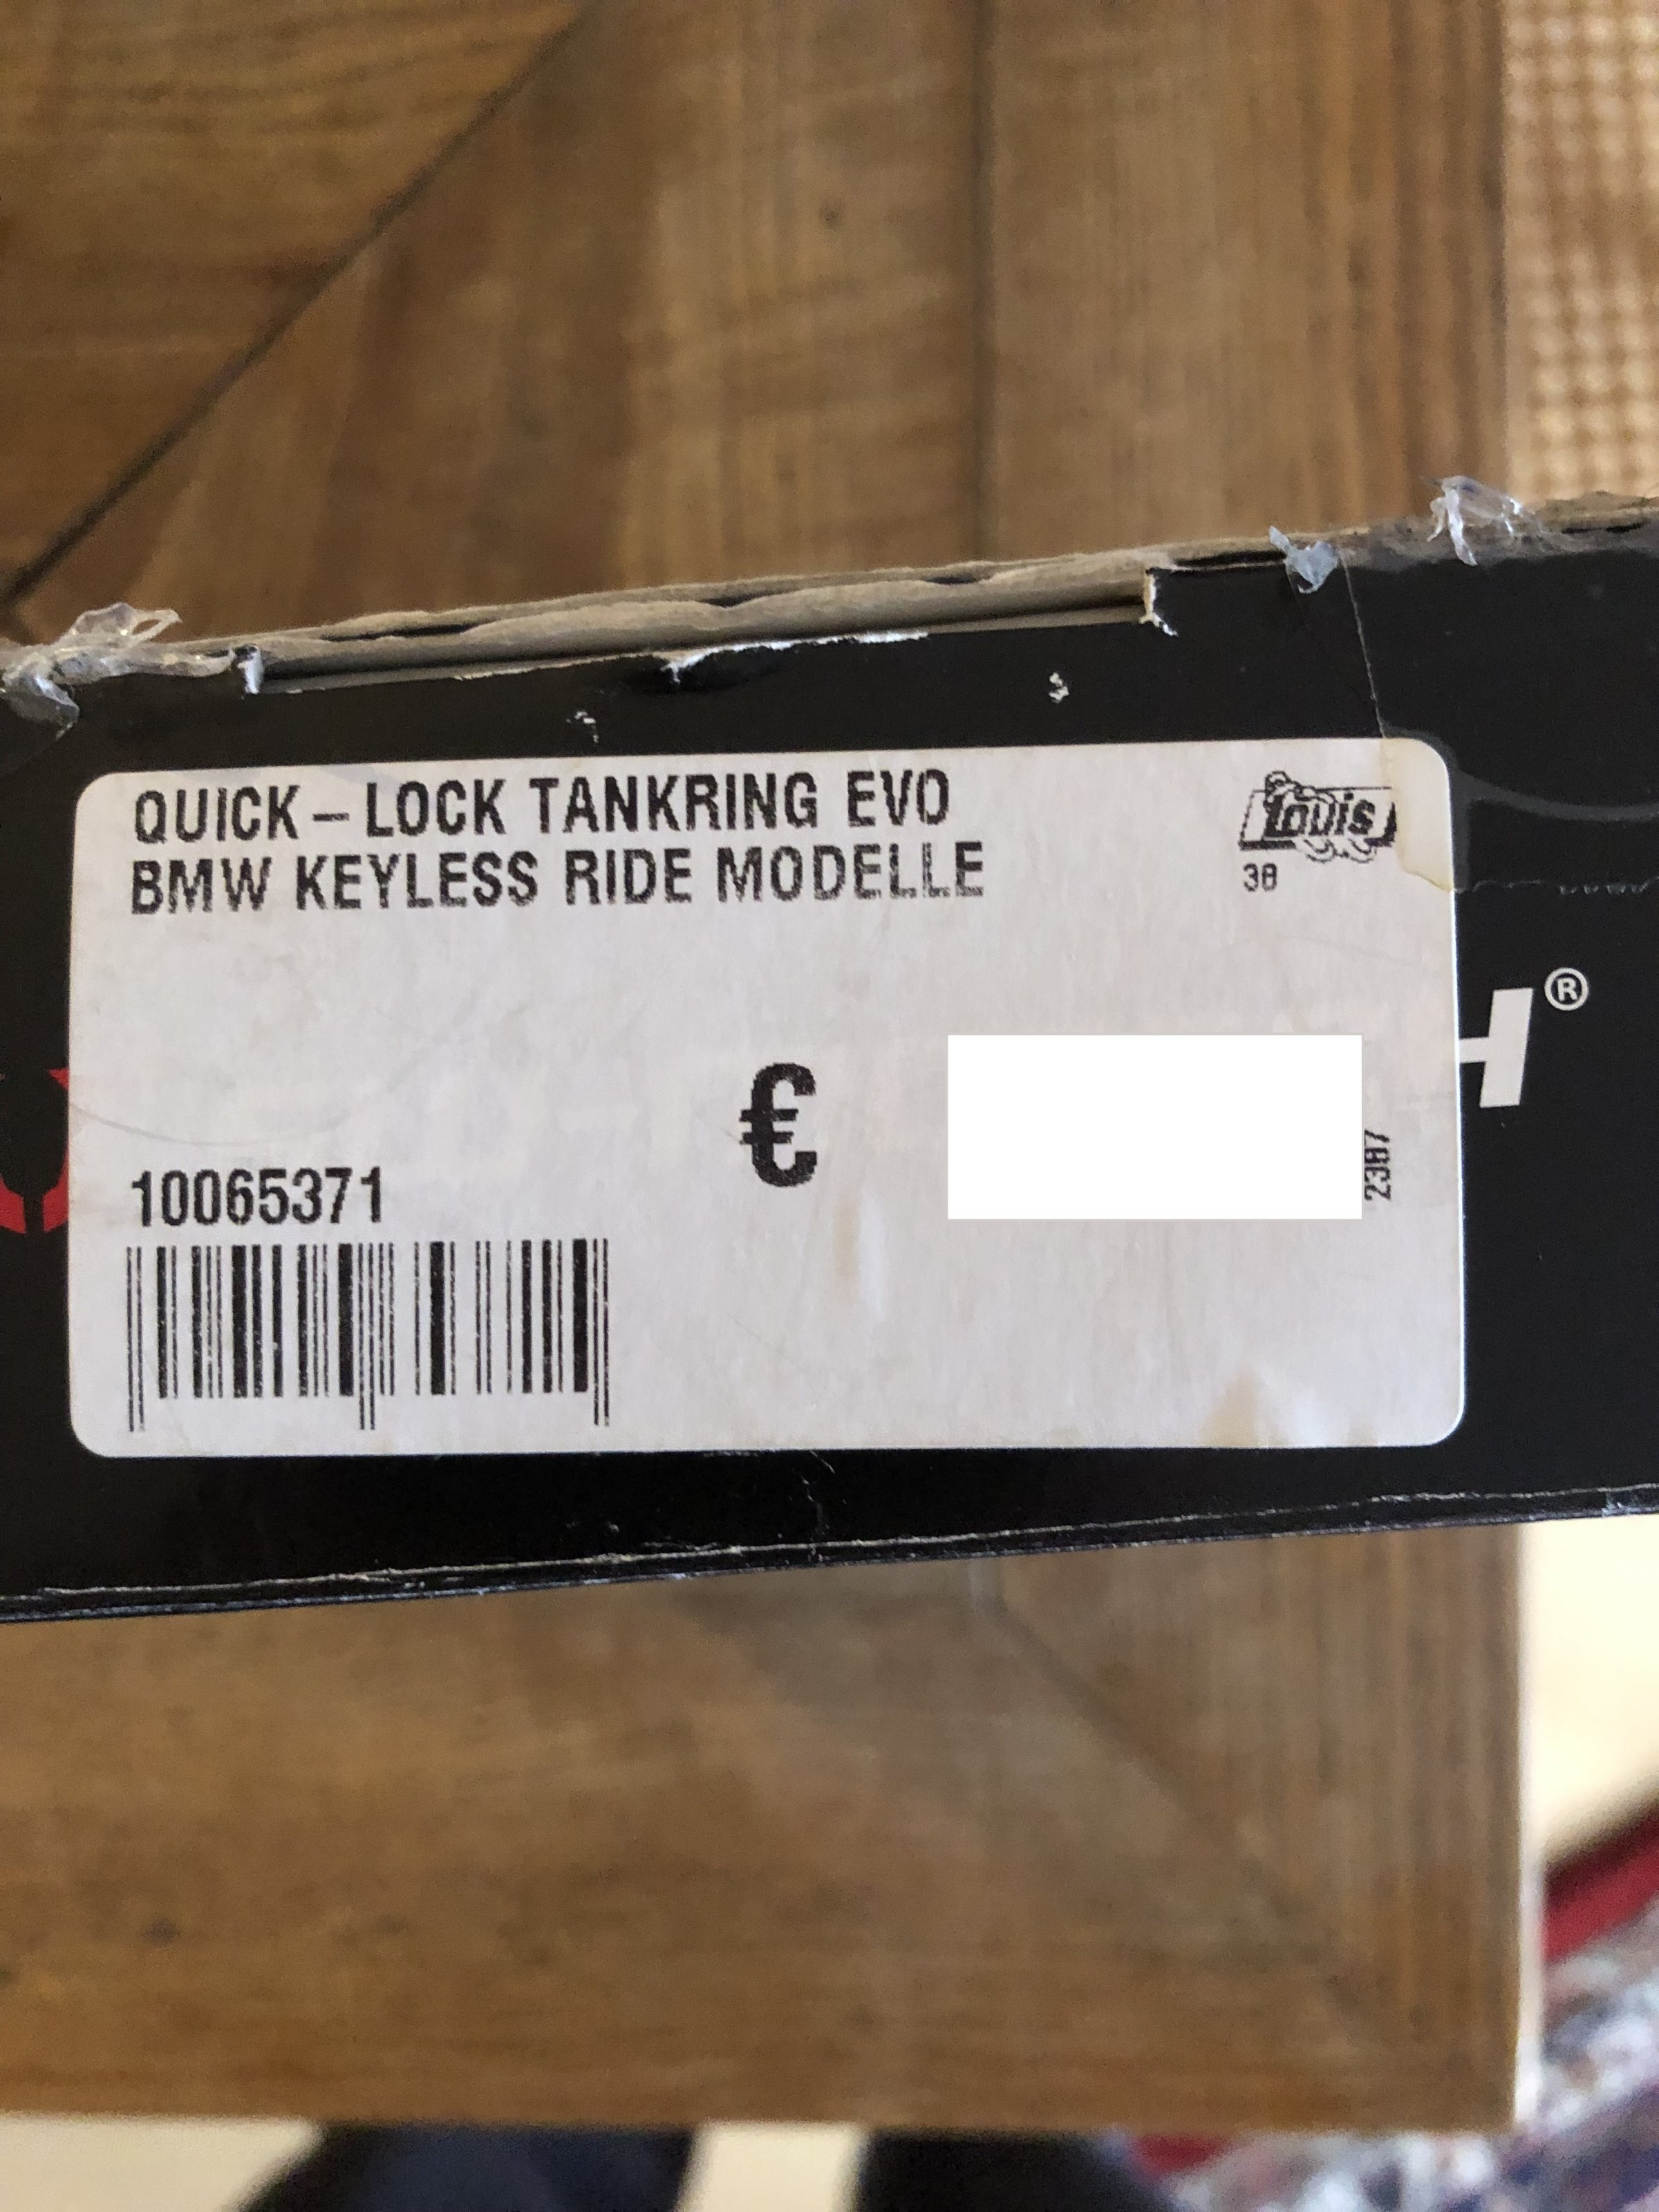 QUICK-LOCK TANKRING EVO
BMW KEYLESS RIDE MODELLE
Louis
38
€
2387
10065371
H®